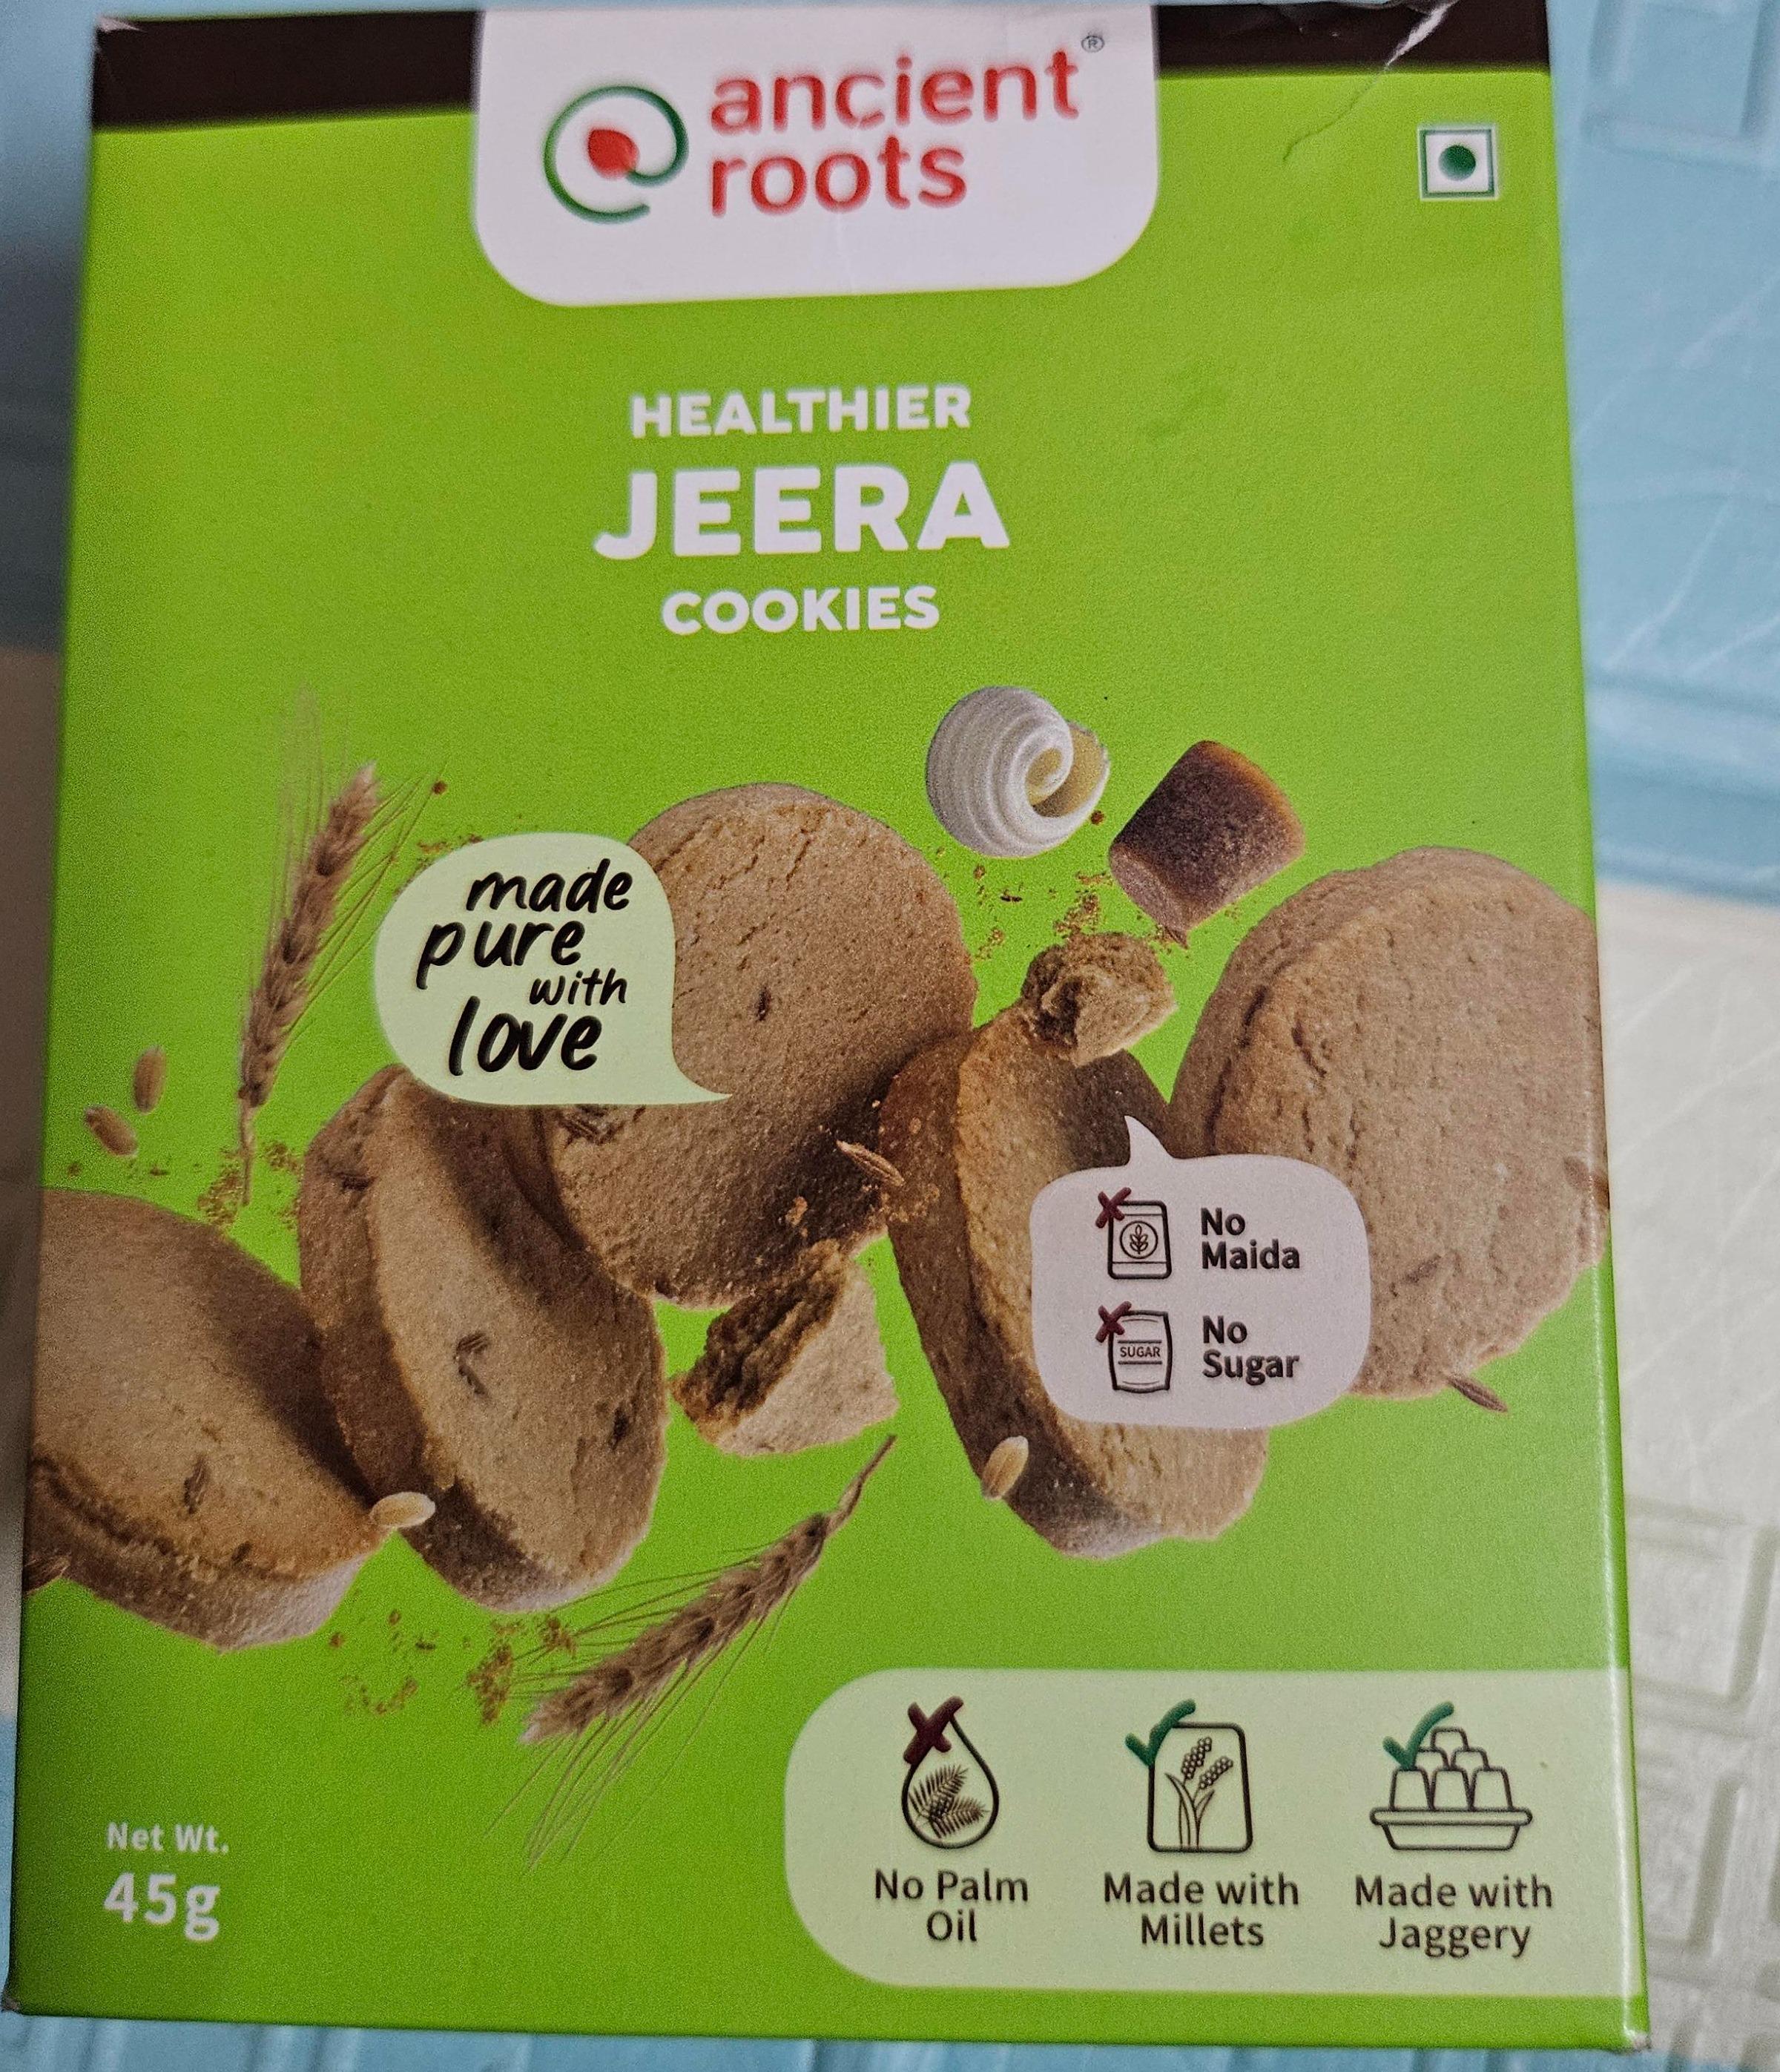 ancient®
roots
HEALTHIER
JEERA
COOKIES
made
pure
with
love
No
Maida
SUGAR
No
Sugar
Net Wt.
45g
No Palm
Oil
Made with
Millets
Made with
Jaggery